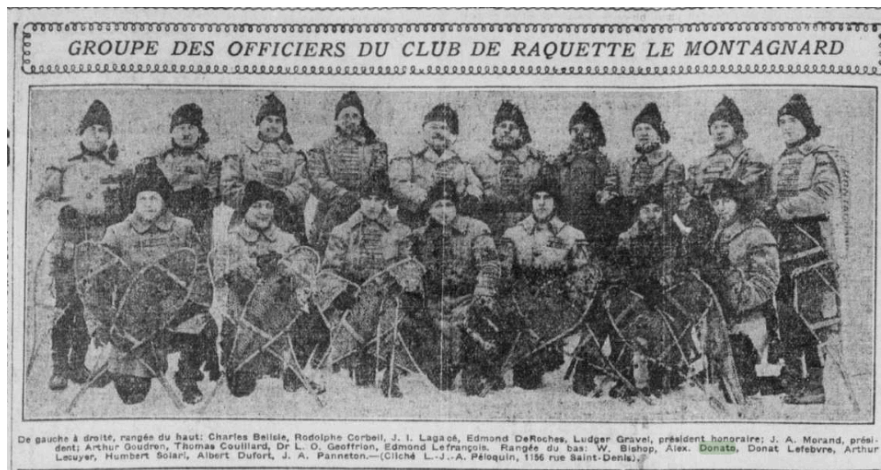 GROUPE DES OFFICIERS DU CLUB DE RAQUETTE LE MONTAGNARD
De gauche à droite, rangée du haut: Charles Belisle, Rodolphe Corbeil, J. I. Lagacé, Edmond DeRoches, Ludger Gravel, président honoraire; J. A. Morand, prési-
dent; Arthur Goudron, Thomas Couillard, Dr L. O. Geoffrion, Edmond Lefrançois. Rangée du bas: W. Bishop, Alex. Donato, Donat Lefebvre, Arthur
Lecuyer, Humbert Solari, Albert Dufort, J. A. Panneton.—(Cliché L.-J.-A. Péloquin, 1156 rue Saint-Denis).